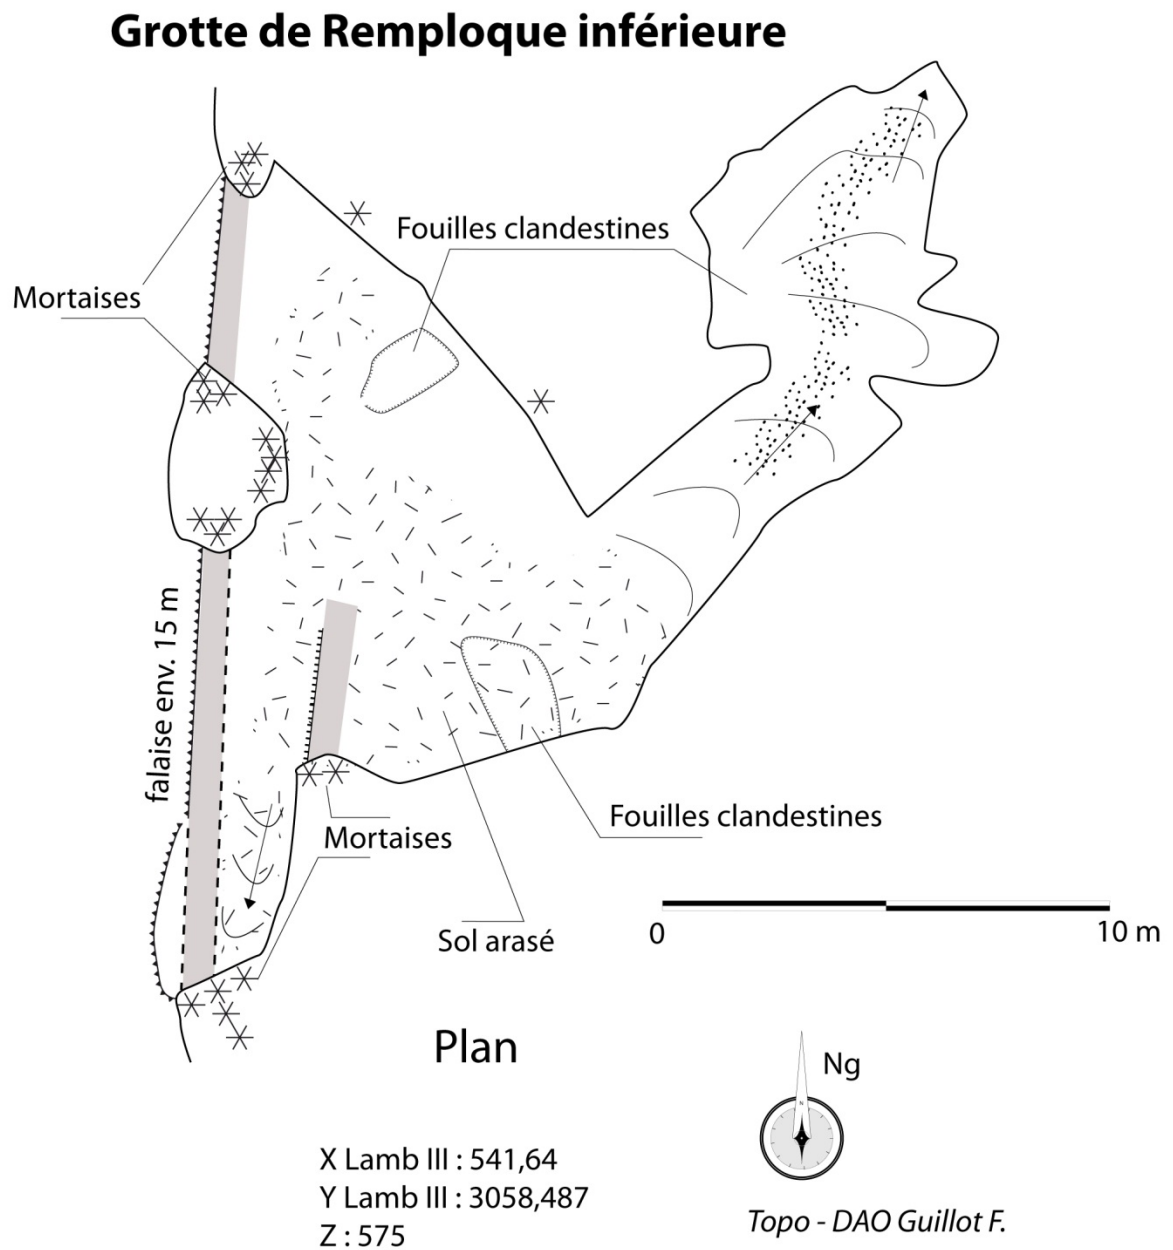 Grotte de Remploque inférieure
Fouilles clandestines
Mortaises
falaise env. 15 m
Fouilles clandestines
Mortaises
Sol arasé
0
10 m
Plan
Ng
N
X Lamb III : 541,64
Y Lamb III : 3058,487
Z : 575
Topo - DAO Guillot F.